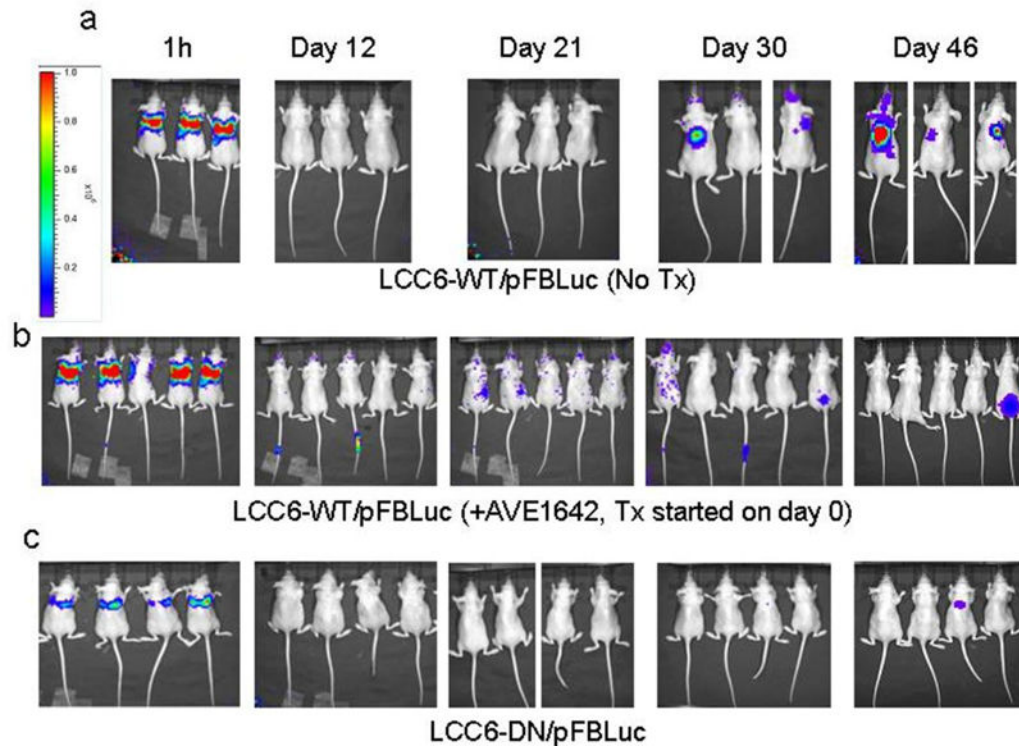 a
1h Day 12 Day 21 Day 30 Day 46
1.0
0.8
0.6
x10⁶
0.4
0.2
LCC6-WT/pFBLuc (No Tx)
b
LCC6-WT/pFBLuc (+AVE1642, Tx started on day 0)
c
LCC6-DN/pFBLuc